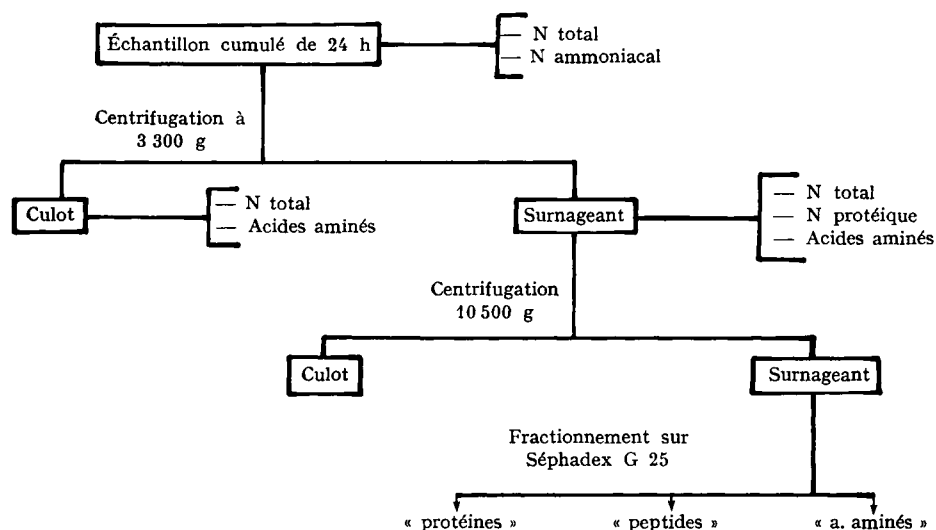 Échantillon cumulé de 24 h
— N total
— N ammoniacal
Centrifugation à
3 300 g
Culot
— N total
— Acides aminés
Surnageant
— N total
— N protéique
— Acides aminés
Centrifugation
10 500 g
Culot
Surnageant
Fractionnement sur
Séphadex G 25
« protéines »
« peptides »
« a. aminés »